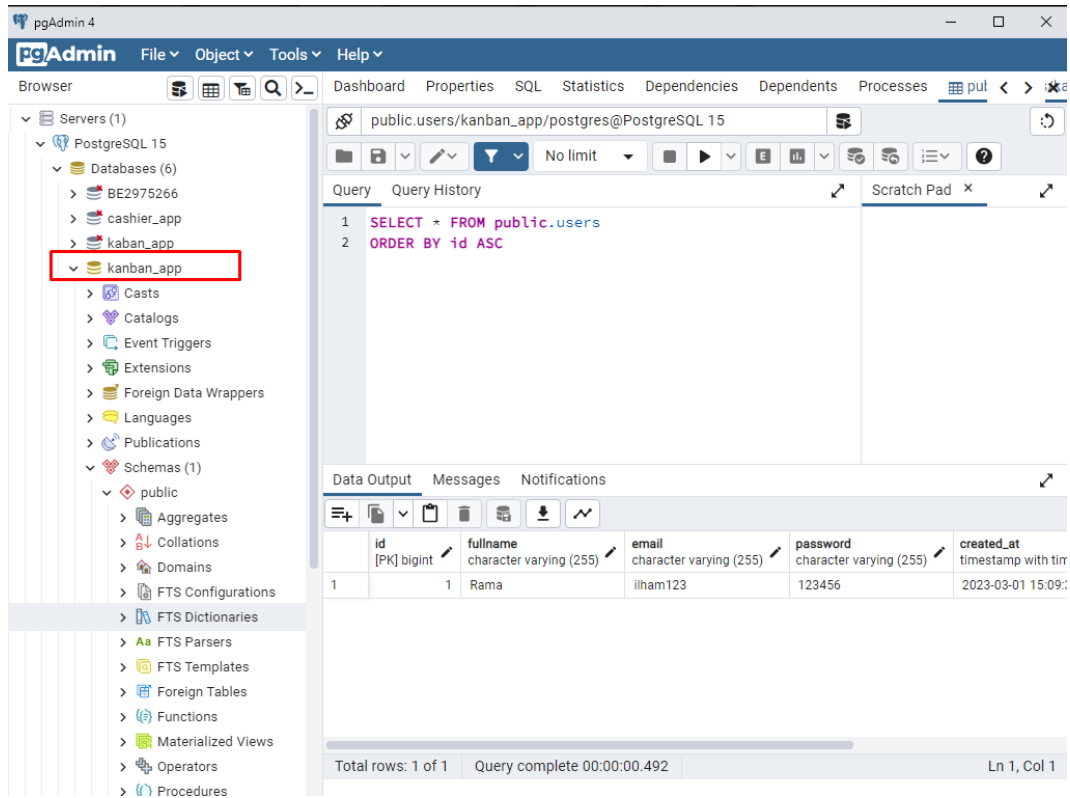 pgAdmin 4
pgAdmin File Object Tools Help
Browser
Dashboard Properties SQL Statistics Dependencies Dependents Processes
Servers (1)
PostgreSQL 15
Databases (6)
BE2975266
cashier_app
kaban_app
kanban_app
Casts
Catalogs
Event Triggers
Extensions
Foreign Data Wrappers
Languages
Publications
Schemas (1)
public
Aggregates
Collations
Domains
FTS Configurations
FTS Dictionaries
Aa FTS Parsers
FTS Templates
Foreign Tables
Functions
Materialized Views
Operators
Procedures
public.users/kanban_app/postgres@PostgreSQL 15
No limit E
Query Query History
Scratch Pad
1 SELECT * FROM public.users
2 ORDER BY id ASC
Data Output Messages Notifications
id fullname email password created_at
[PK] bigint character varying (255) character varying (255) character varying (255) timestamp with tim
1 1 Rama ilham123 123456 2023-03-01 15:09:
Total rows: 1 of 1 Query complete 00:00:00.492 Ln 1, Col 1